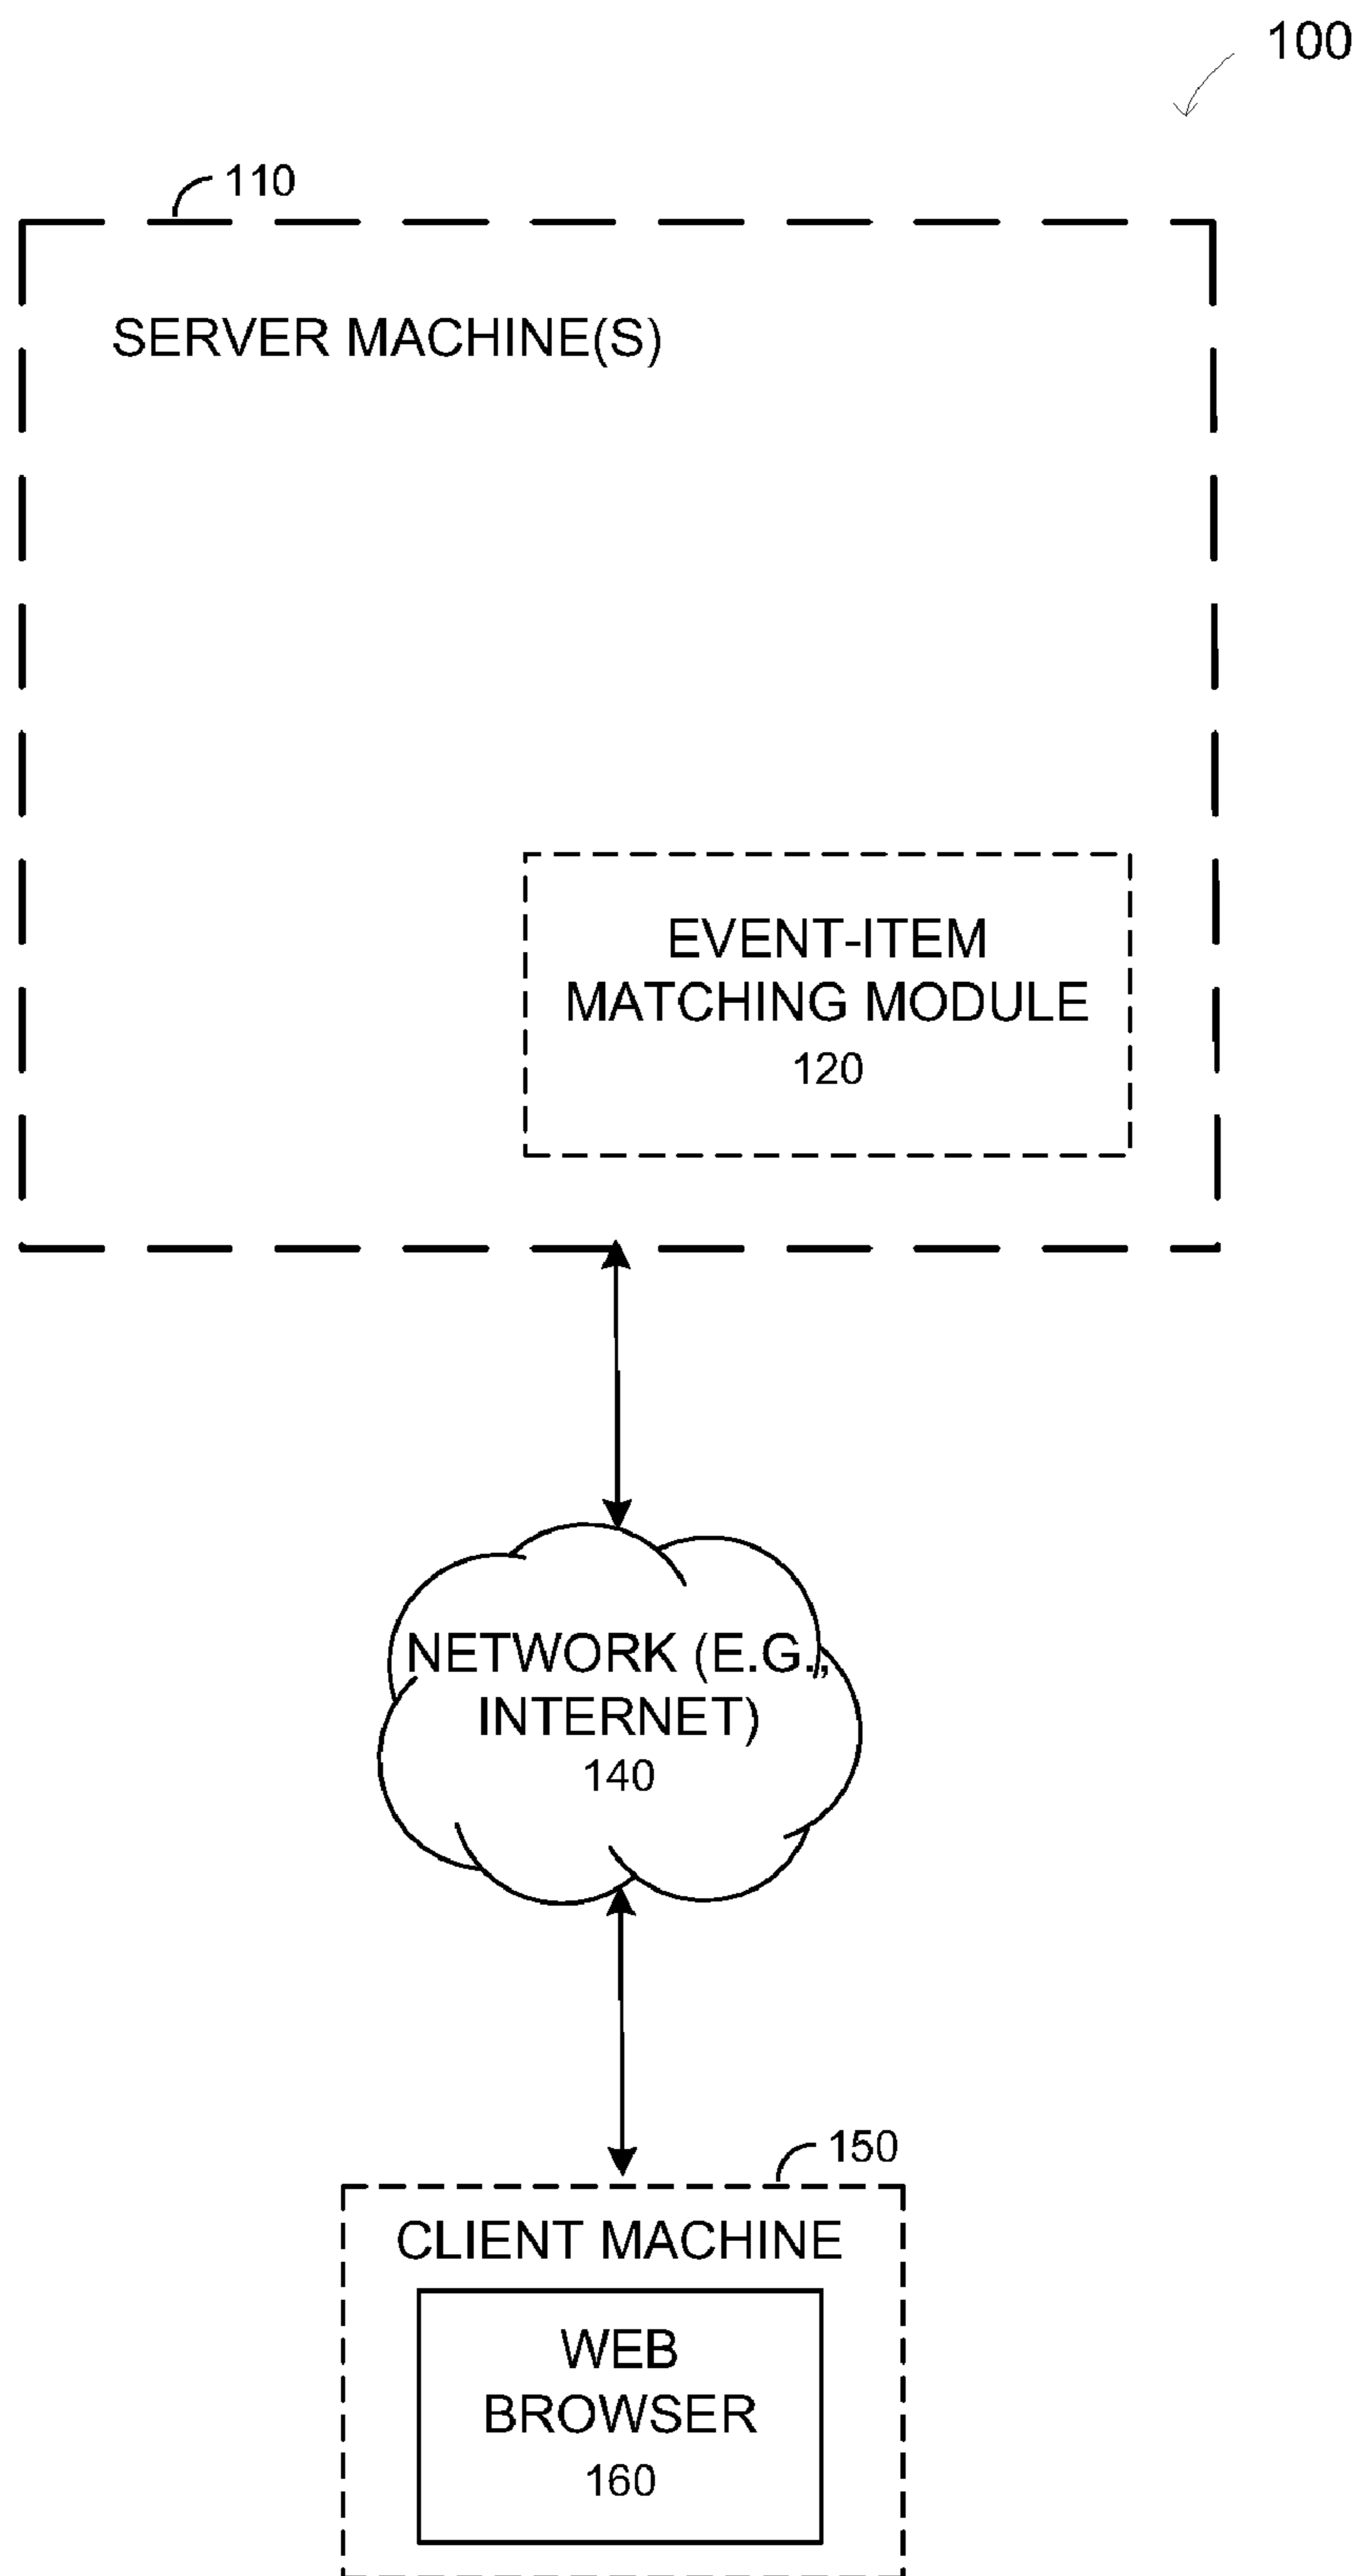 100
110
SERVER MACHINE(S)
EVENT-ITEM
MATCHING MODULE
120
NETWORK (E.G.,
INTERNET)
140
150
CLIENT MACHINE
WEB
BROWSER
160